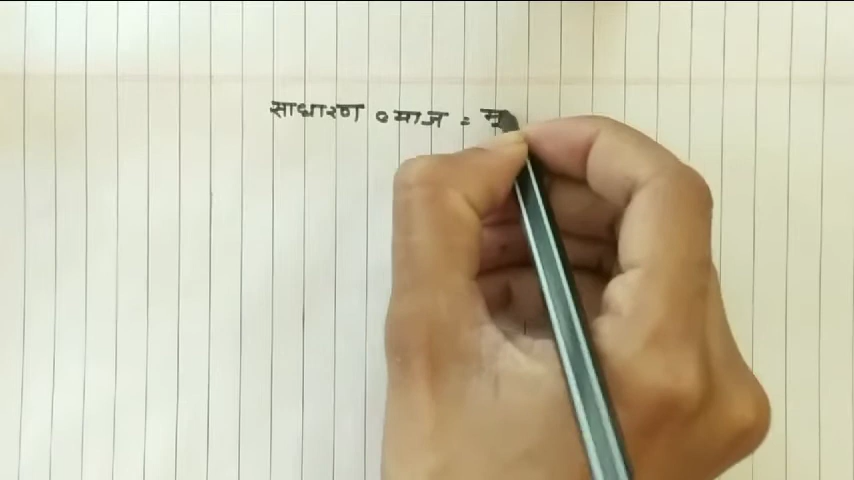 साधारण ब्याज = मू